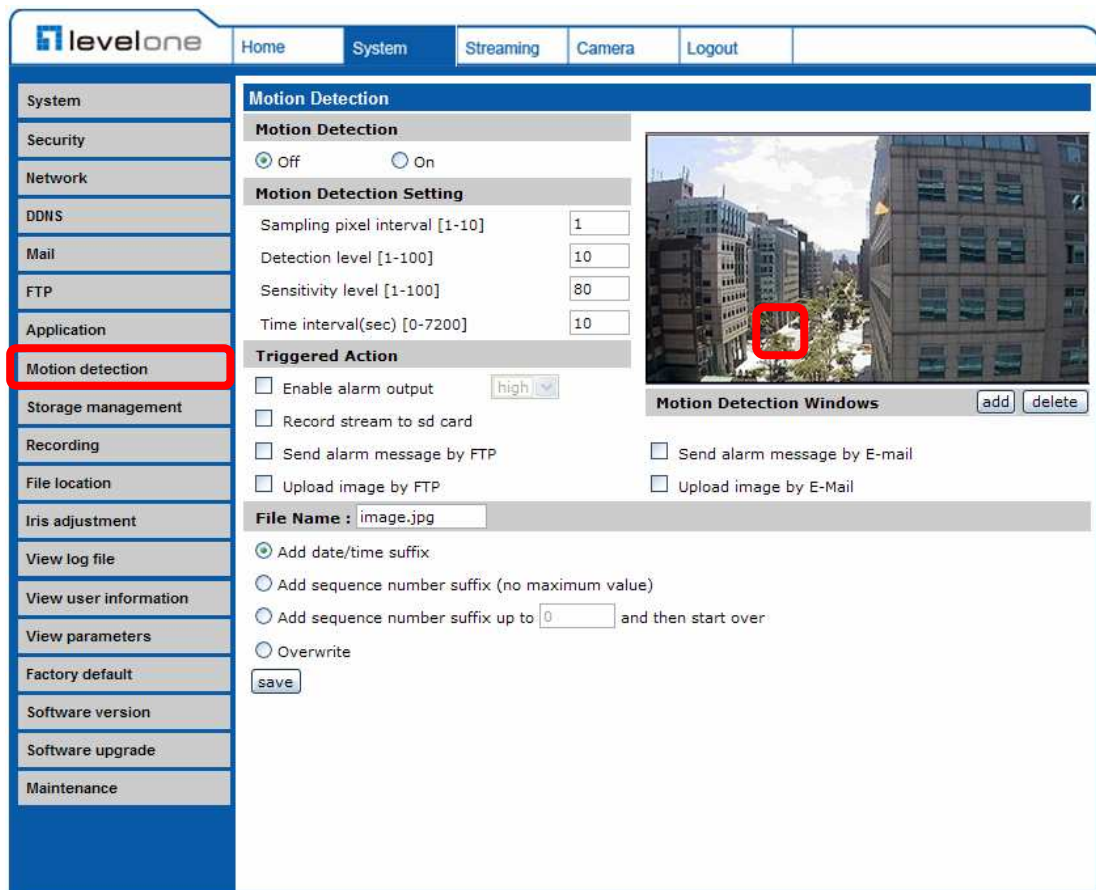 levelone
Home System Streaming Camera Logout
System
Security
Network
DDNS
Mail
FTP
Application
Motion detection
Storage management
Recording
File location
Iris adjustment
View log file
View user information
View parameters
Factory default
Software version
Software upgrade
Maintenance
Motion Detection
Motion Detection
Off On
Motion Detection Setting
Sampling pixel interval [1-10] 1
Detection level [1-100] 10
Sensitivity level [1-100] 80
Time interval(sec) [0-7200] 10
Triggered Action
Enable alarm output high
Record stream to sd card
Motion Detection Windows add delete
Send alarm message by FTP Send alarm message by E-mail
Upload image by FTP Upload image by E-Mail
File Name : image.jpg
Add date/time suffix
Add sequence number suffix (no maximum value)
Add sequence number suffix up to 0 and then start over
Overwrite
save